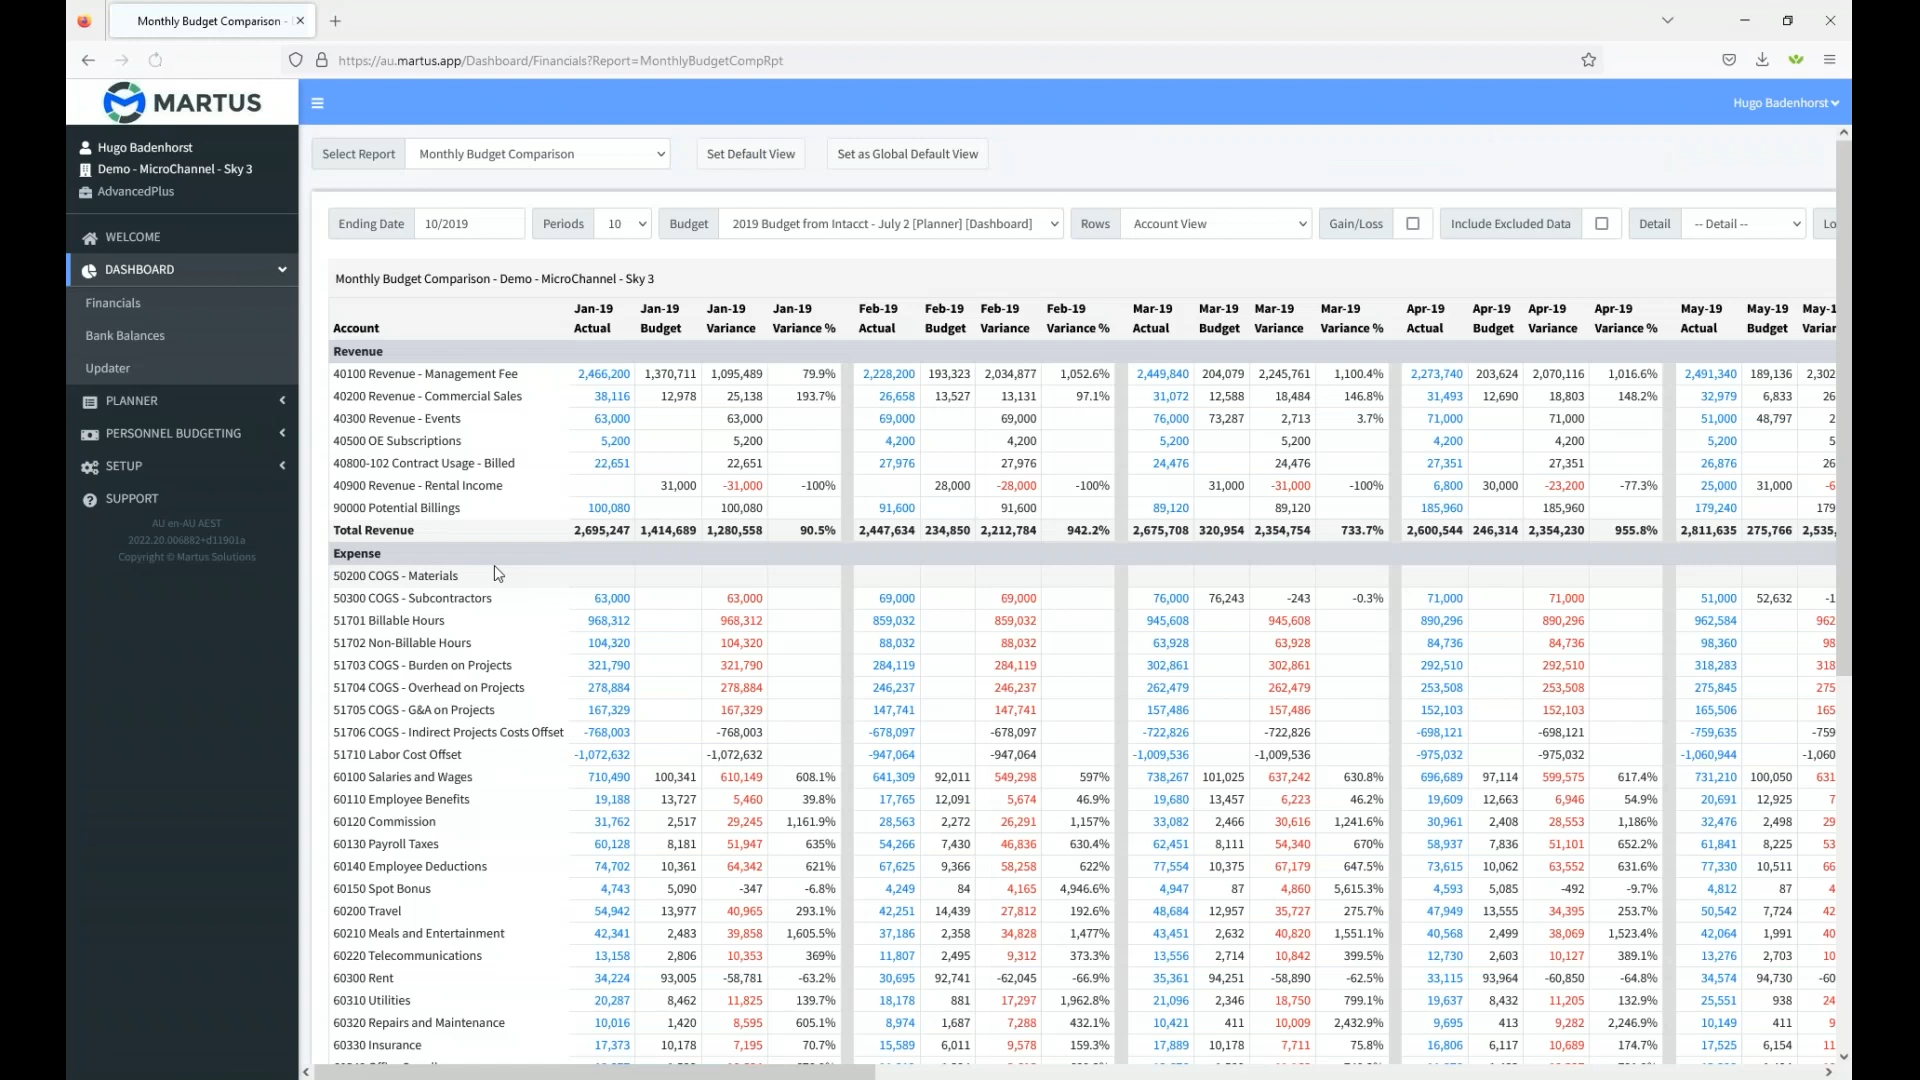 Monthly Budget Comparison -
https://au.martus.app/Dashboard/Financials?Report=MonthlyBudgetCompRpt
MARTUS
Hugo Badenhorst
Hugo Badenhorst
Demo - MicroChannel - Sky 3
AdvancedPlus
WELCOME
DASHBOARD
Financials
Bank Balances
Updater
PLANNER
PERSONNEL BUDGETING
SETUP
SUPPORT
AU en-AU AEST
2022.20.006882+d11901a
Copyright © Martus Solutions
Select Report Monthly Budget Comparison Set Default View Set as Global Default View
Ending Date 10/2019 Periods 10 Budget 2019 Budget from Intacct - July 2 [Planner] [Dashboard] Rows Account View Gain/Loss Include Excluded Data Detail -- Detail -- Lo
Monthly Budget Comparison - Demo - MicroChannel - Sky 3
Jan-19 Jan-19 Jan-19 Jan-19 Feb-19 Feb-19 Feb-19 Feb-19 Mar-19 Mar-19 Mar-19 Mar-19 Apr-19 Apr-19 Apr-19 Apr-19 May-19 May-19 May-1
Account Actual Budget Variance Variance % Actual Budget Variance Variance % Actual Budget Variance Variance % Actual Budget Variance Variance % Actual Budget Varian
Revenue
40100 Revenue - Management Fee 2,466,200 1,370,711 1,095,489 79.9% 2,228,200 193,323 2,034,877 1,052.6% 2,449,840 204,079 2,245,761 1,100.4% 2,273,740 203,624 2,070,116 1,016.6% 2,491,340 189,136 2,302
40200 Revenue - Commercial Sales 38,116 12,978 25,138 193.7% 26,658 13,527 13,131 97.1% 31,072 12,588 18,484 146.8% 31,493 12,690 18,803 148.2% 32,979 6,833 26
40300 Revenue - Events 63,000 63,000 69,000 69,000 76,000 73,287 2,713 3.7% 71,000 71,000 51,000 48,797 2
40500 OE Subscriptions 5,200 5,200 4,200 4,200 5,200 5,200 4,200 4,200 5,200 5
40800-102 Contract Usage - Billed 22,651 22,651 27,976 27,976 24,476 24,476 27,351 27,351 26,876 26
40900 Revenue - Rental Income 31,000 -31,000 -100% 28,000 -28,000 -100% 31,000 -31,000 -100% 6,800 30,000 -23,200 -77.3% 25,000 31,000 -6
90000 Potential Billings 100,080 100,080 91,600 91,600 89,120 89,120 185,960 185,960 179,240 179
Total Revenue 2,695,247 1,414,689 1,280,558 90.5% 2,447,634 234,850 2,212,784 942.2% 2,675,708 320,954 2,354,754 733.7% 2,600,544 246,314 2,354,230 955.8% 2,811,635 275,766 2,535,
Expense
50200 COGS - Materials
50300 COGS - Subcontractors 63,000 63,000 69,000 69,000 76,000 76,243 -243 -0.3% 71,000 71,000 51,000 52,632 -1
51701 Billable Hours 968,312 968,312 859,032 859,032 945,608 945,608 890,296 890,296 962,584 962
51702 Non-Billable Hours 104,320 104,320 88,032 88,032 63,928 63,928 84,736 84,736 98,360 98
51703 COGS - Burden on Projects 321,790 321,790 284,119 284,119 302,861 302,861 292,510 292,510 318,283 318
51704 COGS - Overhead on Projects 278,884 278,884 246,237 246,237 262,479 262,479 253,508 253,508 275,845 275
51705 COGS - G&A on Projects 167,329 167,329 147,741 147,741 157,486 157,486 152,103 152,103 165,506 165
51706 COGS - Indirect Projects Costs Offset -768,003 -768,003 -678,097 -678,097 -722,826 -722,826 -698,121 -698,121 -759,635 -759
51710 Labor Cost Offset -1,072,632 -1,072,632 -947,064 -947,064 -1,009,536 -1,009,536 -975,032 -975,032 -1,060,944 -1,060
60100 Salaries and Wages 710,490 100,341 610,149 608.1% 641,309 92,011 549,298 597% 738,267 101,025 637,242 630.8% 696,689 97,114 599,575 617.4% 731,210 100,050 631
60110 Employee Benefits 19,188 13,727 5,460 39.8% 17,765 12,091 5,674 46.9% 19,680 13,457 6,223 46.2% 19,609 12,663 6,946 54.9% 20,691 12,925 7
60120 Commission 31,762 2,517 29,245 1,161.9% 28,563 2,272 26,291 1,157% 33,082 2,466 30,616 1,241.6% 30,961 2,408 28,553 1,186% 32,476 2,498 29
60130 Payroll Taxes 60,128 8,181 51,947 635% 54,266 7,430 46,836 630.4% 62,451 8,111 54,340 670% 58,937 7,836 51,101 652.2% 61,841 8,225 53
60140 Employee Deductions 74,702 10,361 64,342 621% 67,625 9,366 58,258 622% 77,554 10,375 67,179 647.5% 73,615 10,062 63,552 631.6% 77,330 10,511 66
60150 Spot Bonus 4,743 5,090 -347 -6.8% 4,249 84 4,165 4,946.6% 4,947 87 4,860 5,615.3% 4,593 5,085 -492 -9.7% 4,812 87 4
60200 Travel 54,942 13,977 40,965 293.1% 42,251 14,439 27,812 192.6% 48,684 12,957 35,727 275.7% 47,949 13,555 34,395 253.7% 50,542 7,724 42
60210 Meals and Entertainment 42,341 2,483 39,858 1,605.5% 37,186 2,358 34,828 1,477% 43,451 2,632 40,820 1,551.1% 40,568 2,499 38,069 1,523.4% 42,064 1,991 40
60220 Telecommunications 13,158 2,806 10,353 369% 11,807 2,495 9,312 373.3% 13,556 2,714 10,842 399.5% 12,730 2,603 10,127 389.1% 13,276 2,703 10
60300 Rent 34,224 93,005 -58,781 -63.2% 30,695 92,741 -62,045 -66.9% 35,361 94,251 -58,890 -62.5% 33,115 93,964 -60,850 -64.8% 34,574 94,730 -60
60310 Utilities 20,287 8,462 11,825 139.7% 18,178 881 17,297 1,962.8% 21,096 2,346 18,750 799.1% 19,637 8,432 11,205 132.9% 25,551 938 24
60320 Repairs and Maintenance 10,016 1,420 8,595 605.1% 8,974 1,687 7,288 432.1% 10,421 411 10,009 2,432.9% 9,695 413 9,282 2,246.9% 10,149 411 9
60330 Insurance 17,373 10,178 7,195 70.7% 15,589 6,011 9,578 159.3% 17,889 10,178 7,711 75.8% 16,806 6,117 10,689 174.7% 17,525 6,154 11